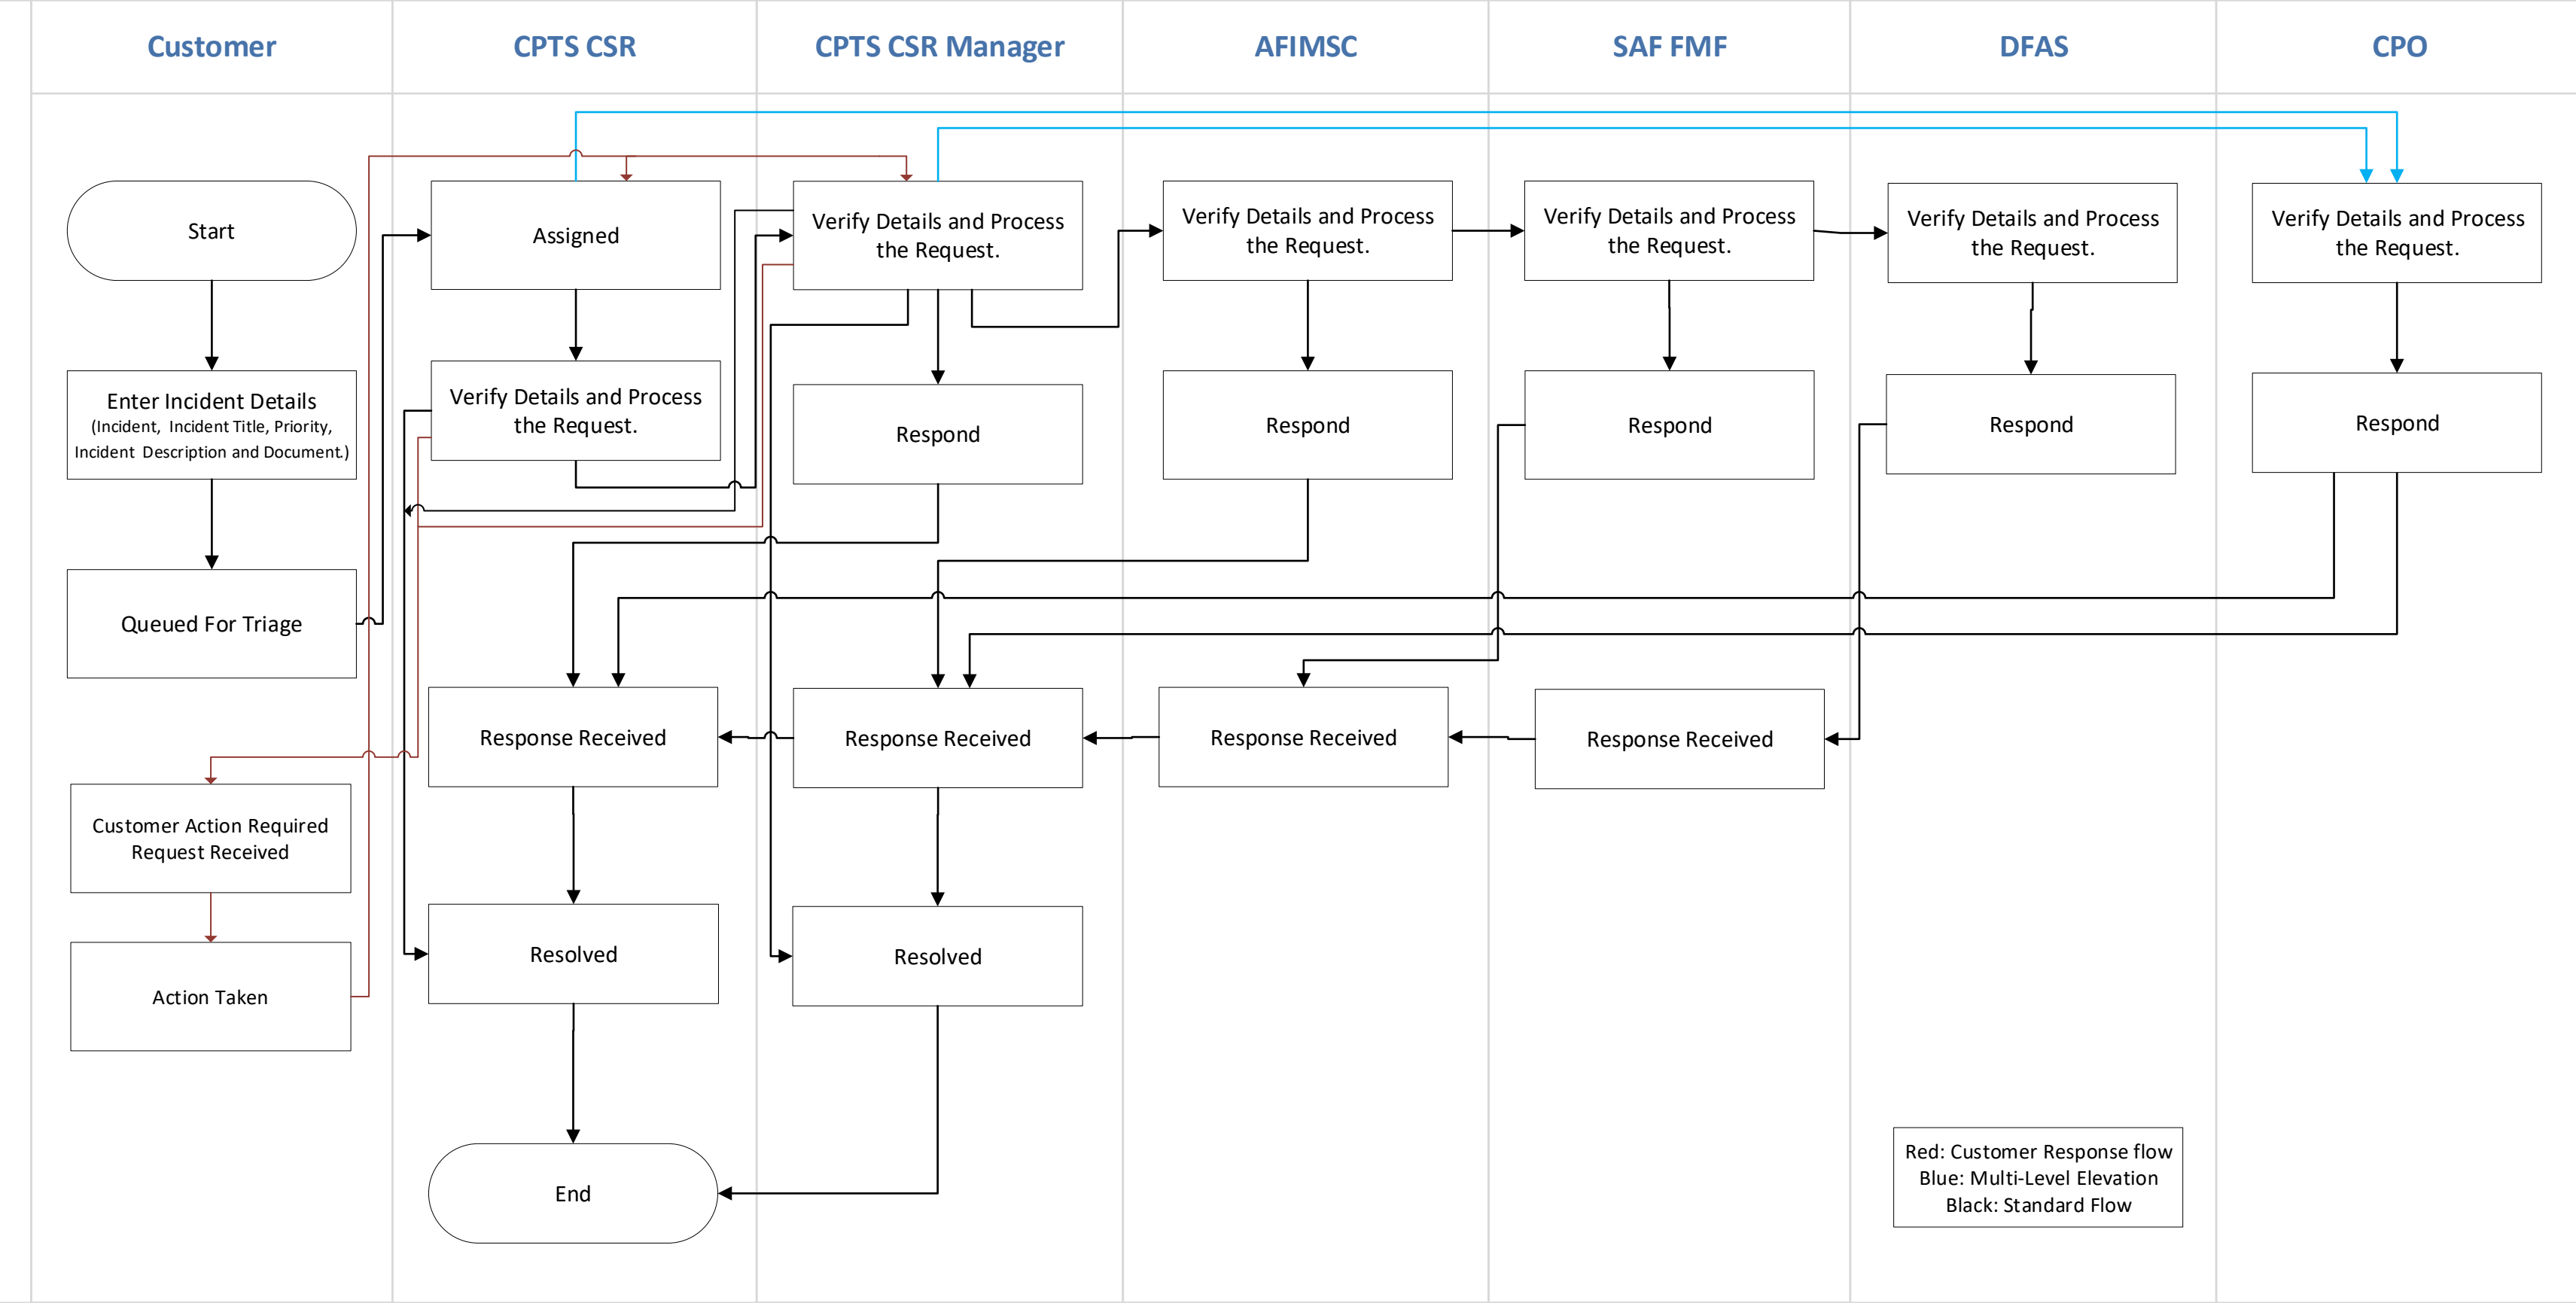 Customer
CPTS CSR
CPTS CSR Manager
AFIMSC
SAF FMF
DFAS
CPO
Start
Enter Incident Details
(Incident, Incident Title, Priority,
Incident Description and Document.)
Queued For Triage
Customer Action Required
Request Received
Action Taken
Assigned
Verify Details and Process
the Request.
Response Received
Resolved
End
Verify Details and Process
the Request.
Respond
Response Received
Resolved
Verify Details and Process
the Request.
Respond
Response Received
Verify Details and Process
the Request.
Respond
Response Received
Verify Details and Process
the Request.
Respond
Red: Customer Response flow
Blue: Multi-Level Elevation
Black: Standard Flow
Verify Details and Process
the Request.
Respond